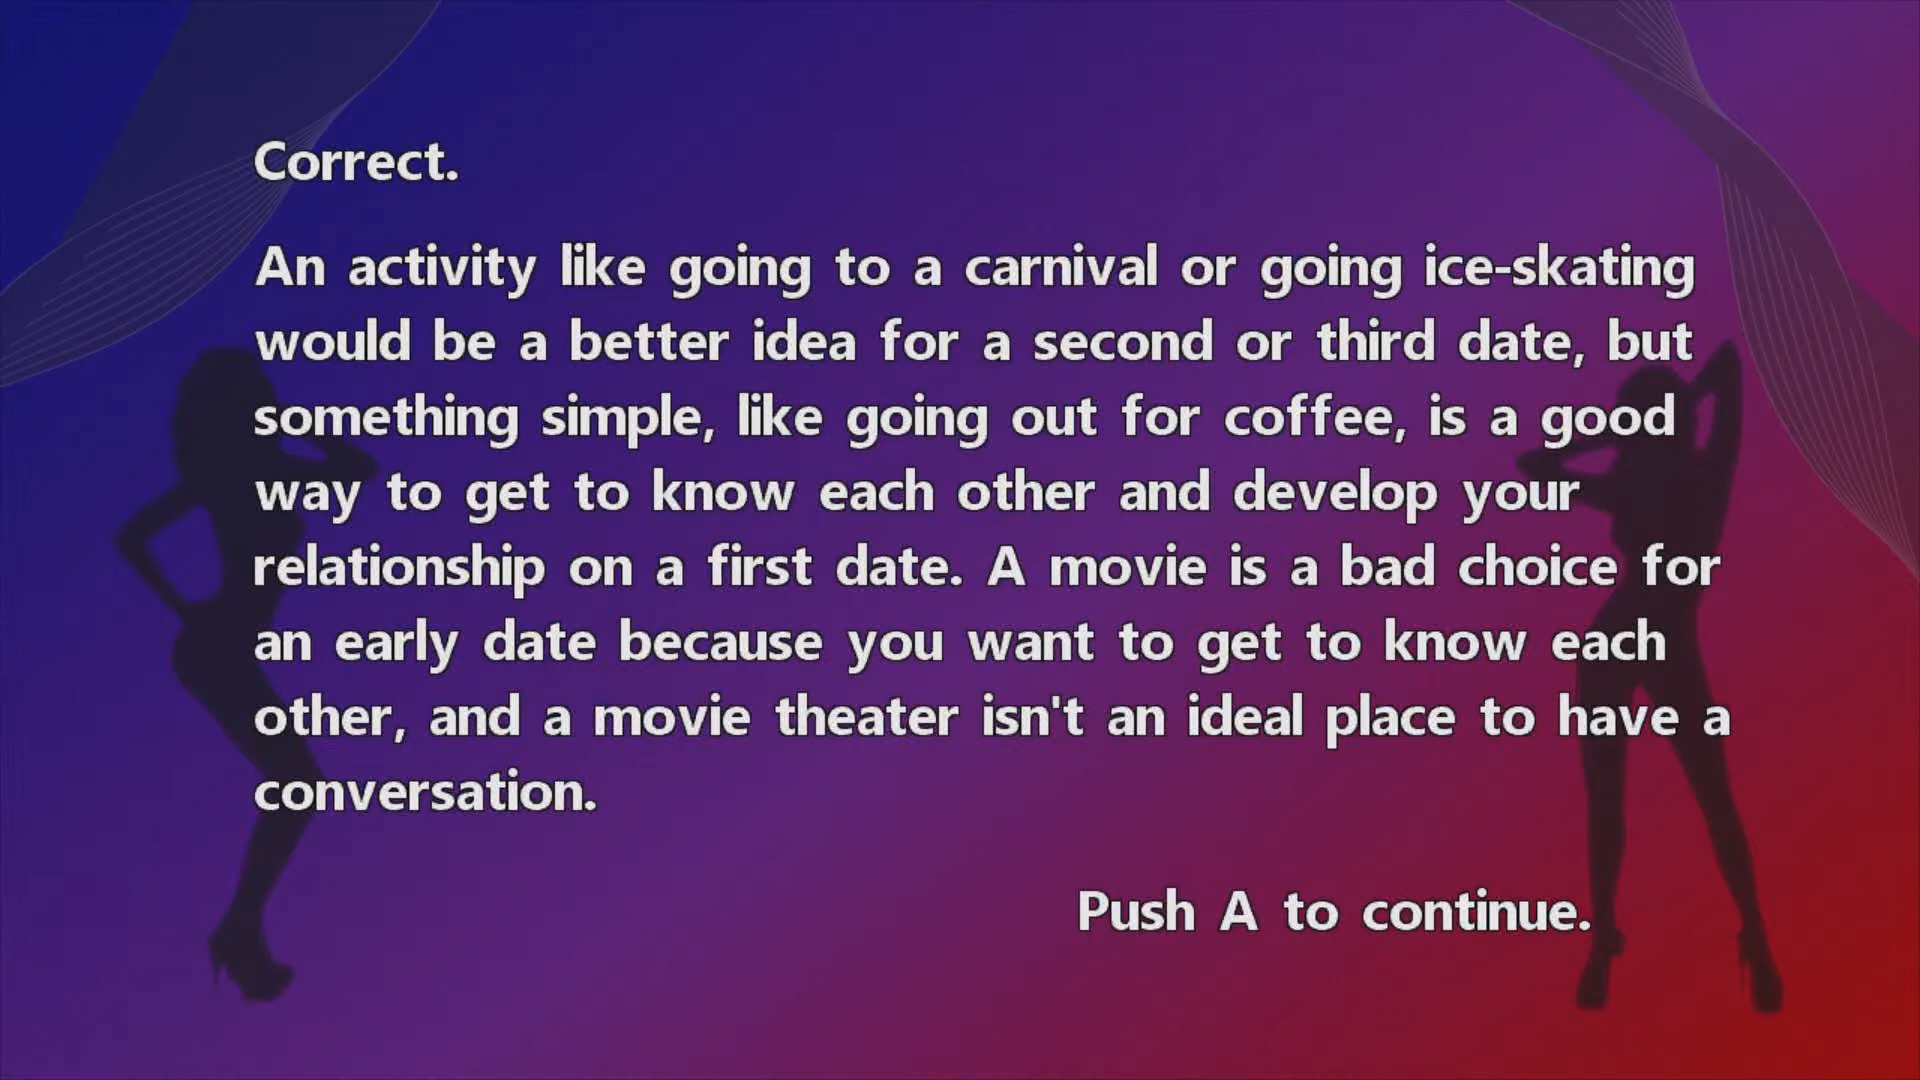 Correct.
An activity like going to a carnival or going ice-skating
would be a better idea for a second or third date, but
something simple, like going out for coffee, is a good
way to get to know each other and develop your
relationship on a first date. A movie is a bad choice for
an early date because you want to get to know each
other, and a movie theater isn't an ideal place to have a
conversation.
Push A to continue.